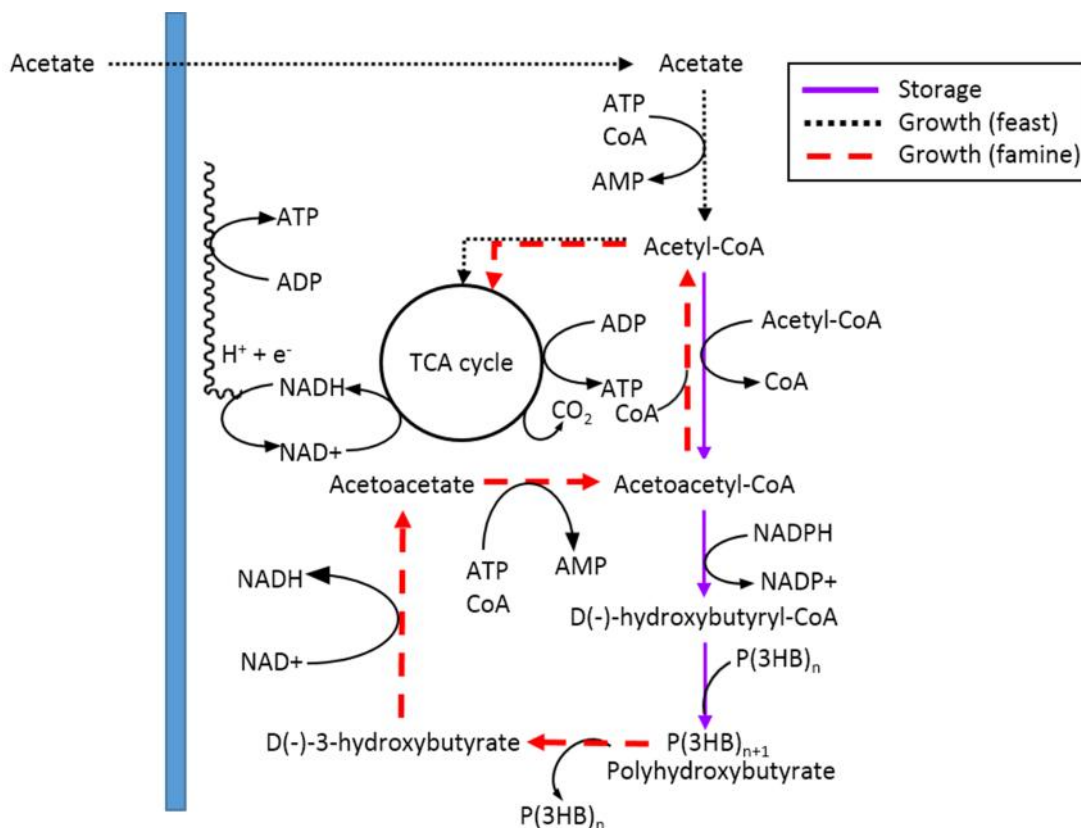 Acetate
Acetate
Storage
Growth (feast)
Growth (famine)
ATP
CoA
AMP
ATP
ADP
Acetyl-CoA
H⁺ + e⁻
NADH
NAD+
TCA cycle
ADP
ATP
CO₂
CoA
Acetyl-CoA
CoA
Acetoacetate
Acetoacetyl-CoA
ATP
CoA
AMP
NADPH
NADP+
NADH
NAD+
D(-)-hydroxybutyryl-CoA
P(3HB)ₙ
D(-)-3-hydroxybutyrate
P(3HB)ₙ₊₁
Polyhydroxybutyrate
P(3HB)ₙ